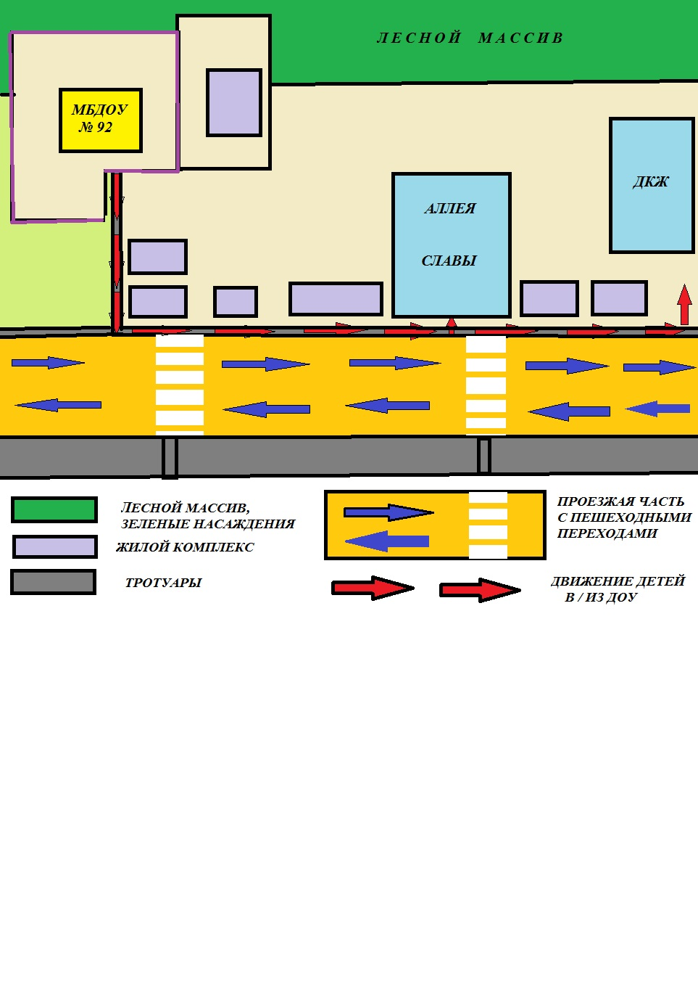 ЛЕСНОЙ МАССИВ
МБДОУ
№ 92
ДКЖ
АЛЛЕЯ
СЛАВЫ
ЛЕСНОЙ МАССИВ,
ЗЕЛЕНЫЕ НАСАЖДЕНИЯ
ЖИЛОЙ КОМПЛЕКС
ТРОТУАРЫ
ПРОЕЗЖАЯ ЧАСТЬ
С ПЕШЕХОДНЫМИ
ПЕРЕХОДАМИ
ДВИЖЕНИЕ ДЕТЕЙ
В / ИЗ ДОУ